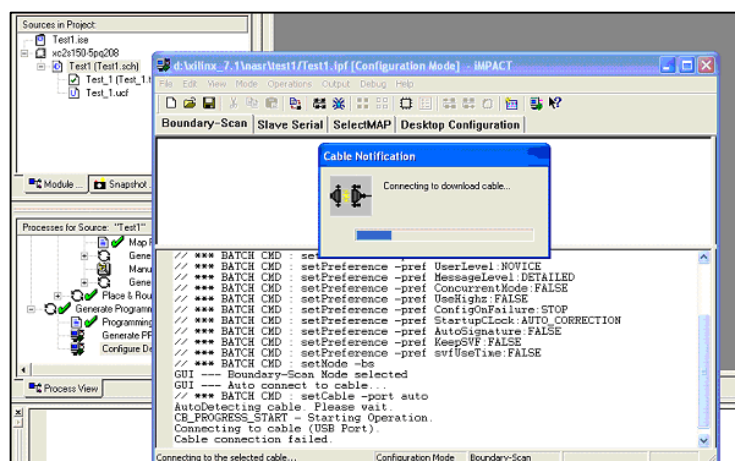 Sources in Project:
Test1.ise
xc2s150-5pq208
Test1 (Test1.sch)
Test_1 (Test_1.t
Test_1.ucf
Module ...
Snapshot
Processes for Source: "Test1"
Map
Gene
Manu
Gene
Place & Rou
Generate Programm
Programming
Generate PR
Configure De
Process View
d:\xilinx_7.1\nasr\test1/Test1.ipf [Configuration Mode] - iMPACT
File Edit View Mode Operations Output Debug Help
Boundary-Scan Slave Serial SelectMAP Desktop Configuration
Cable Notification
Connecting to download cable...
// *** BATCH CMD : set
// *** BATCH CMD : setPreference -pref UserLevel:NOVICE
// *** BATCH CMD : setPreference -pref MessageLevel:DETAILED
// *** BATCH CMD : setPreference -pref ConcurrentMode:FALSE
// *** BATCH CMD : setPreference -pref UseHighz:FALSE
// *** BATCH CMD : setPreference -pref ConfigOnFailure:STOP
// *** BATCH CMD : setPreference -pref StartupCLock:AUTO_CORRECTION
// *** BATCH CMD : setPreference -pref AutoSignature:FALSE
// *** BATCH CMD : setPreference -pref KeepSVF:FALSE
// *** BATCH CMD : setPreference -pref svfUseTime:FALSE
// *** BATCH CMD : setMode -bs
GUI --- Boundary-Scan Mode selected
GUI --- Auto connect to cable...
// *** BATCH CMD : setCable -port auto
AutoDetecting cable. Please wait.
CB_PROGRESS_START - Starting Operation.
Connecting to cable (USB Port).
Cable connection failed.
Connecting to the selected cable... Configuration Mode Boundary-Scan